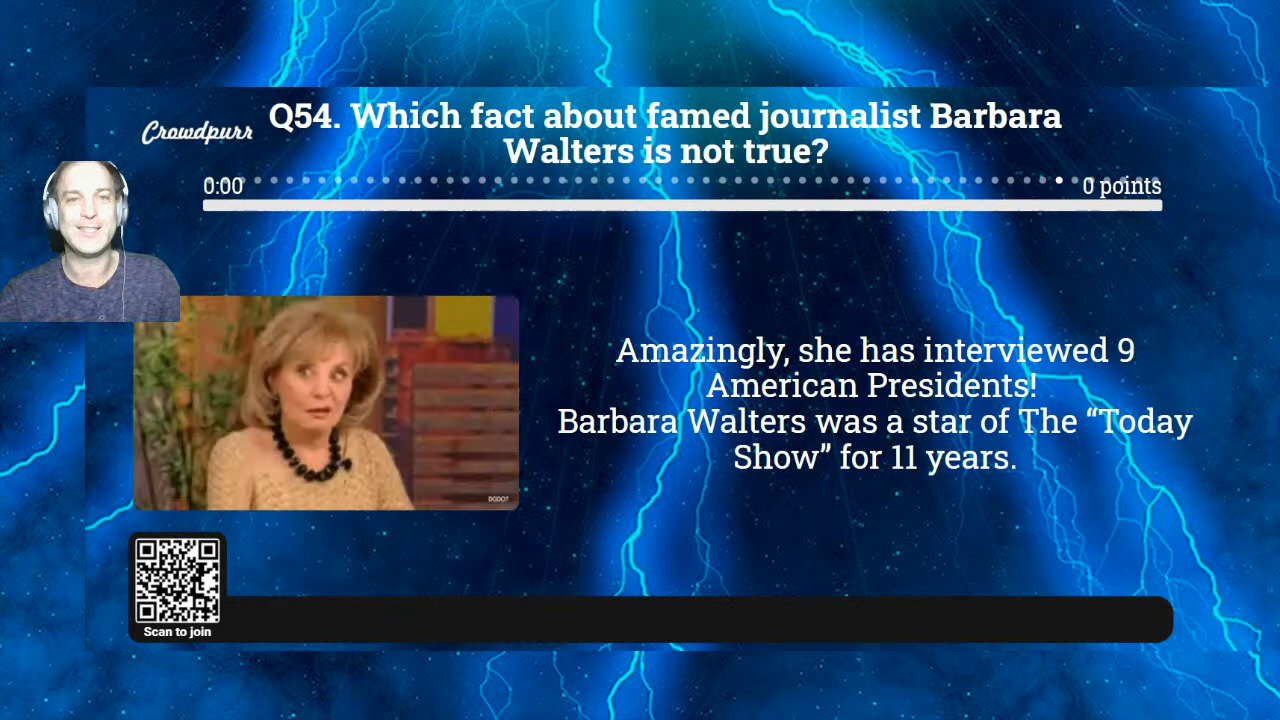 Crowdpurr
Q54. Which fact about famed journalist Barbara
Walters is not true?
0:00
0 points
Amazingly, she has interviewed 9
American Presidents!
Barbara Walters was a star of The “Today
Show” for 11 years.
Scan to join